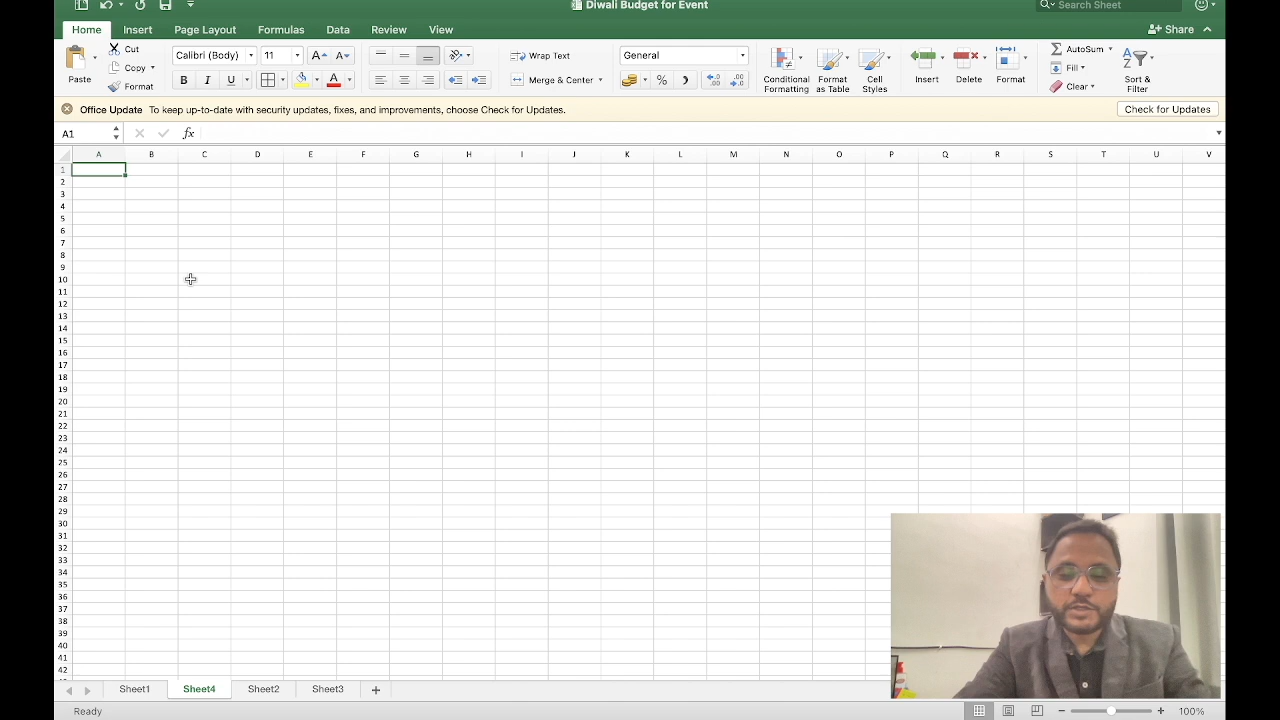 Diwali Budget for Event
Search Sheet
Home Insert Page Layout Formulas Data Review View
Share
Paste
Cut
Copy
Format
Calibri (Body) 11
A A
B I U
A
Wrap Text
Merge & Center
General
%
Conditional Formatting
Format as Table
Cell Styles
Insert
Delete
Format
AutoSum
Fill
Clear
Sort & Filter
Office Update To keep up-to-date with security updates, fixes, and improvements, choose Check for Updates.
Check for Updates
A1
fx
A B C D E F G H J K L M N O P Q R S T U V
1
2
3
4
5
6
7
8
9
10
11
12
13
14
15
16
17
18
19
20
21
22
23
24
25
26
27
28
29
30
31
32
33
34
35
36
37
38
39
40
41
42
Sheet1 Sheet4 Sheet2 Sheet3
Ready
100%